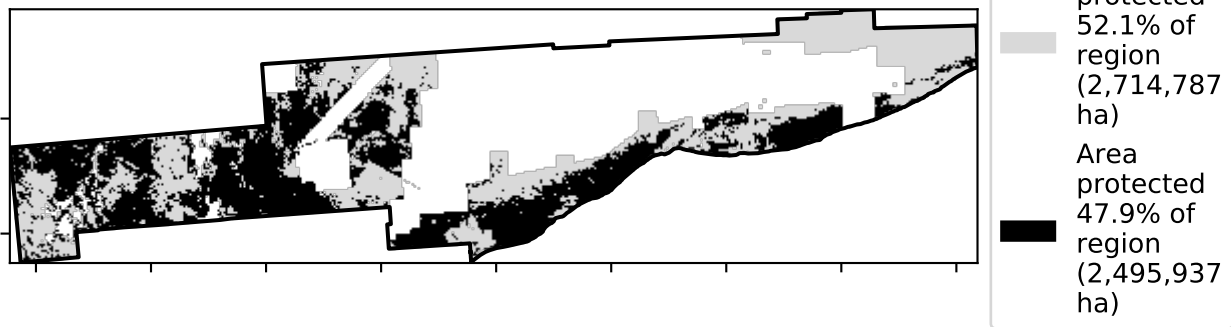 protected
52.1% of
region
(2,714,787
ha)
Area
protected
47.9% of
region
(2,495,937
ha)